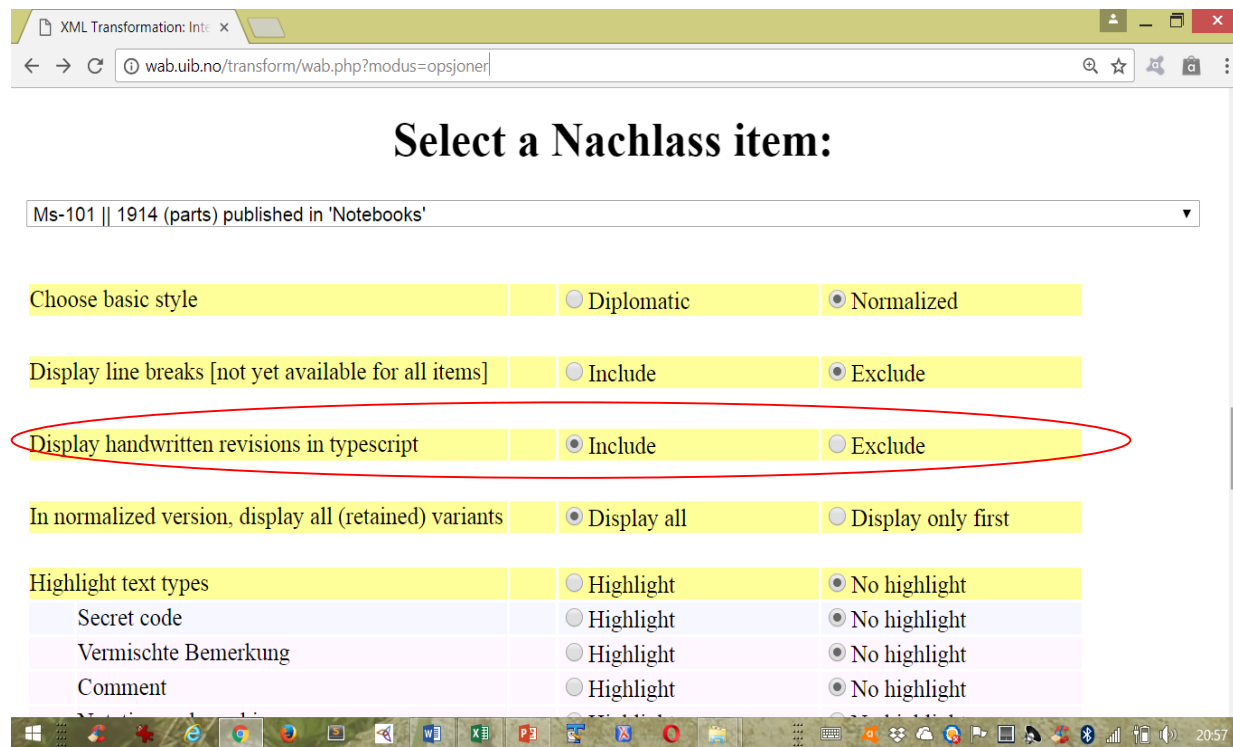 XML Transformation: Inte
wab.uib.no/transform/wab.php?modus=opsjoner
Select a Nachlass item:
Ms-101 || 1914 (parts) published in 'Notebooks'
Choose basic style Diplomatic Normalized
Display line breaks [not yet available for all items] Include Exclude
Display handwritten revisions in typescript Include Exclude
In normalized version, display all (retained) variants Display all Display only first
Highlight text types Highlight No highlight
Secret code Highlight No highlight
Vermischte Bemerkung Highlight No highlight
Comment Highlight No highlight
20:57